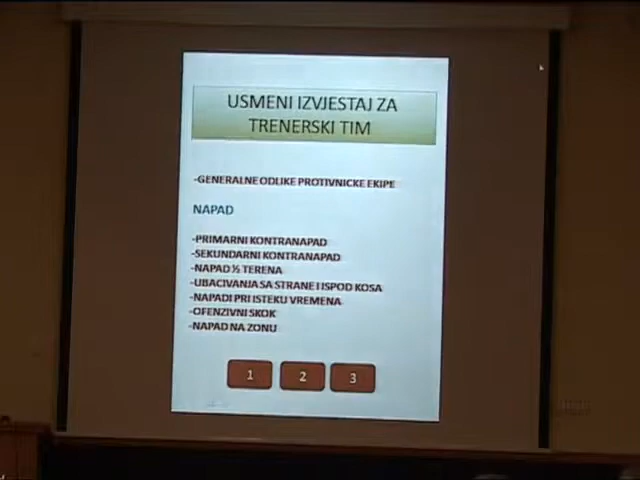 USMENI IZVJESTAJ ZA
TRENERSKI TIM
-GENERALNE ODLIKE PROTIVNICKE EKIPE
NAPAD
-PRIMARNI KONTRANAPAD
-SEKUNDARNI KONTRANAPAD
-NAPAD ½ TERENA
-UBACIVANJA SA STRANE I ISPOD KOSA
-NAPADI PRI ISTEKU VREMENA
-OFENZIVNI SKOK
-NAPAD NA ZONU
1 2 3